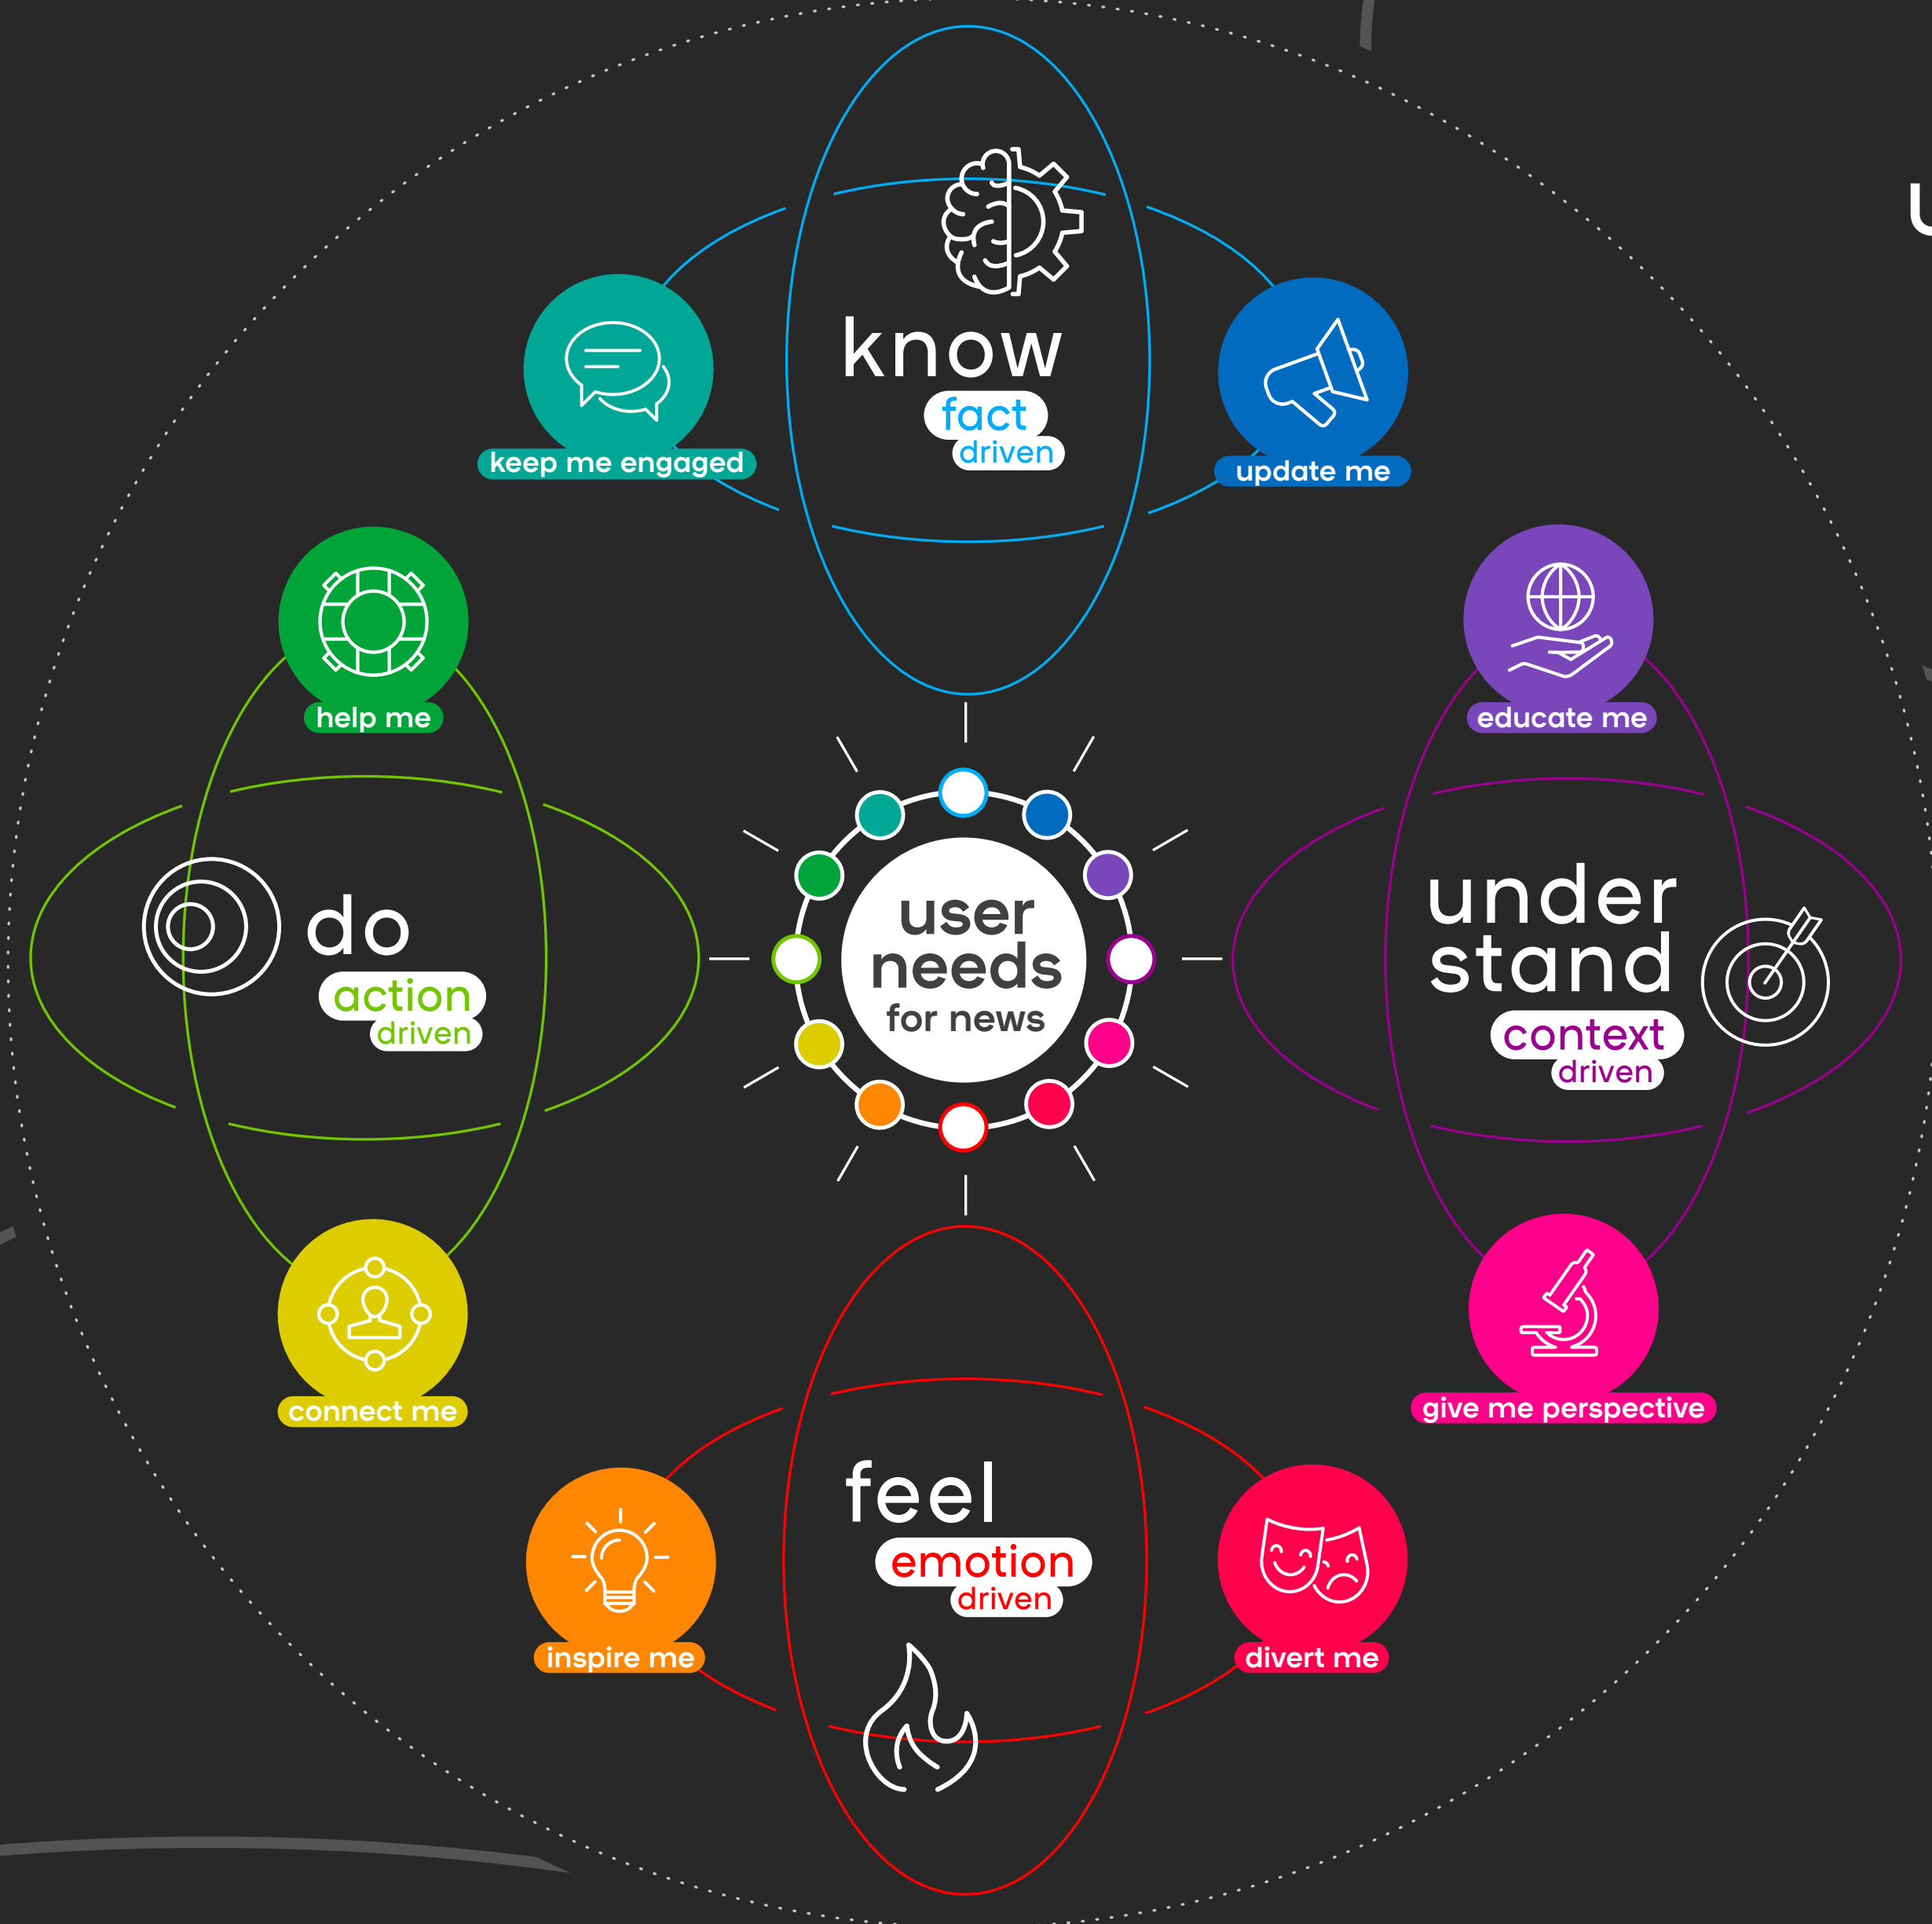 know
fact
driven
keep me engaged
update me
help me
educate me
do
action
driven
user
needs
for news
under
stand
context
driven
connect me
give me perspective
feel
emotion
driven
inspire me
divert me